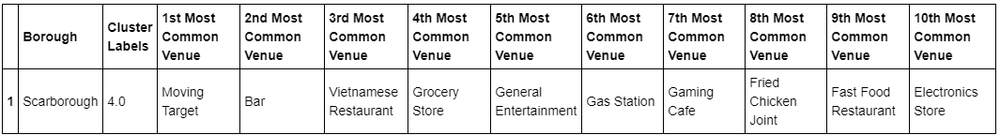 Borough Cluster Labels 1st Most Common Venue 2nd Most Common Venue 3rd Most Common Venue 4th Most Common Venue 5th Most Common Venue 6th Most Common Venue 7th Most Common Venue 8th Most Common Venue 9th Most Common Venue 10th Most Common Venue
1 Scarborough 4.0 Moving Target Bar Vietnamese Restaurant Grocery Store General Entertainment Gas Station Gaming Cafe Fried Chicken Joint Fast Food Restaurant Electronics Store